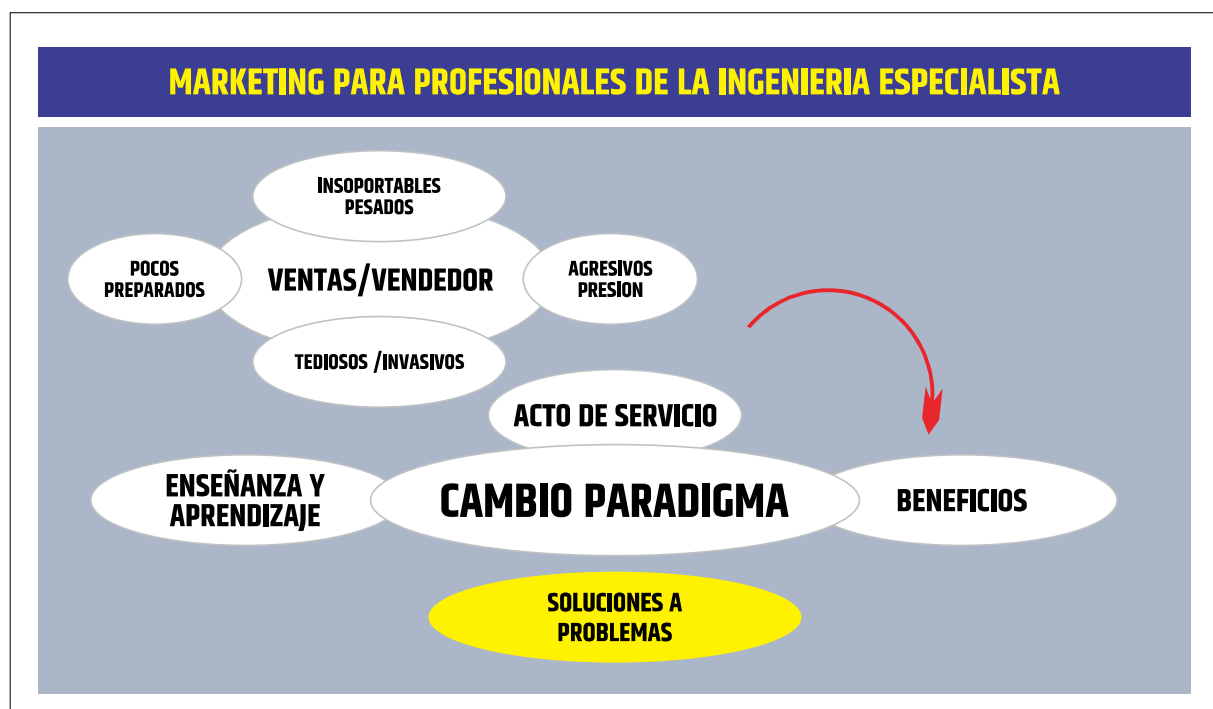 MARKETING PARA PROFESIONALES DE LA INGENIERIA ESPECIALISTA
INSOPORTABLES
PESADOS
POCOS
PREPARADOS
VENTAS/VENDEDOR
AGRESIVOS
PRESION
TEDIOSOS /INVASIVOS
ACTO DE SERVICIO
ENSEÑANZA Y
APRENDIZAJE
CAMBIO PARADIGMA
BENEFICIOS
SOLUCIONES A
PROBLEMAS